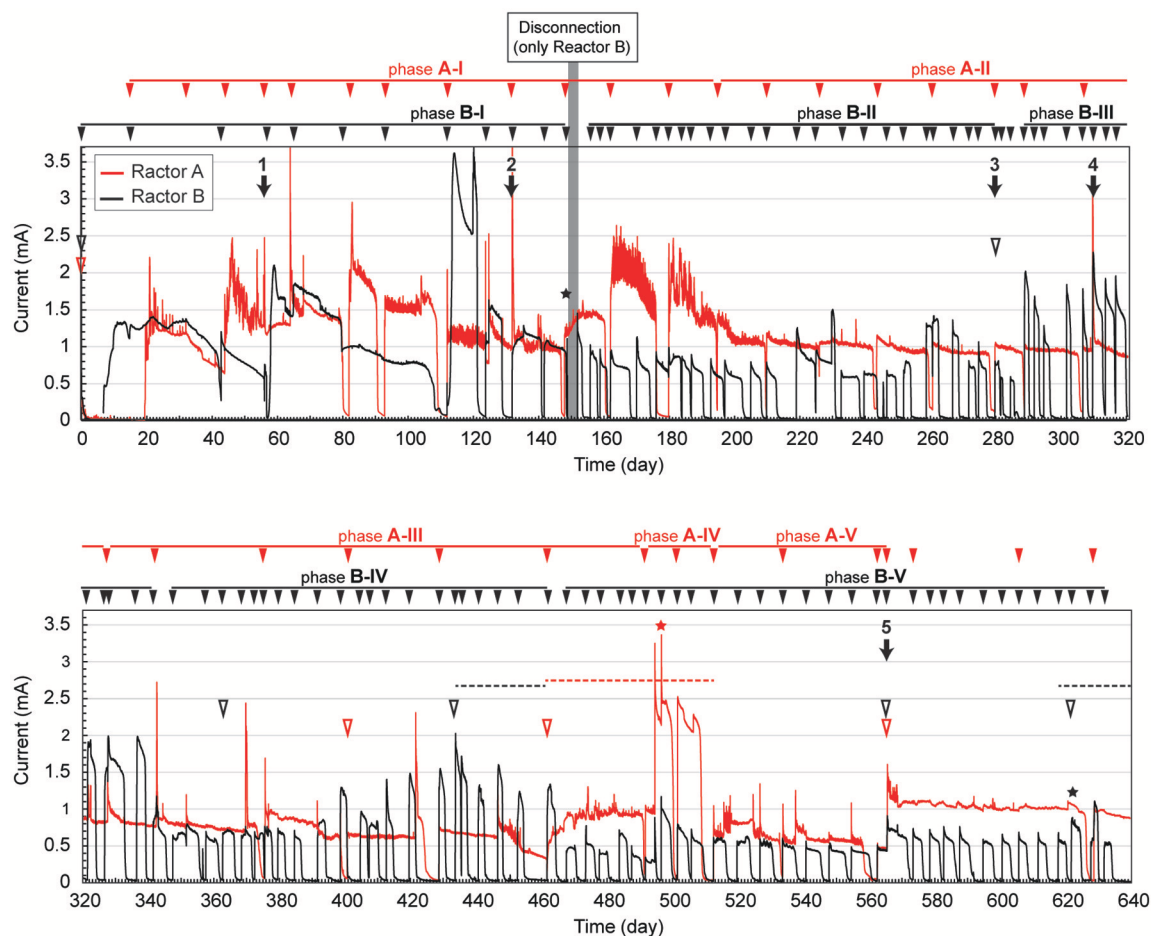 Disconnection
(only Reactor B)
phase A-I
phase A-II
phase B-I
phase B-II
phase B-III
Ractor A
Ractor B
1
2
3
4
3.5
3
2.5
2
1.5
1
0.5
0
Current (mA)
0 20 40 60 80 100 120 140 160 180 200 220 240 260 280 300 320
Time (day)
phase A-III
phase A-IV
phase A-V
phase B-IV
phase B-V
5
3.5
3
2.5
2
1.5
1
0.5
0
Current (mA)
320 340 360 380 400 420 440 460 480 500 520 540 560 580 600 620 640
Time (day)